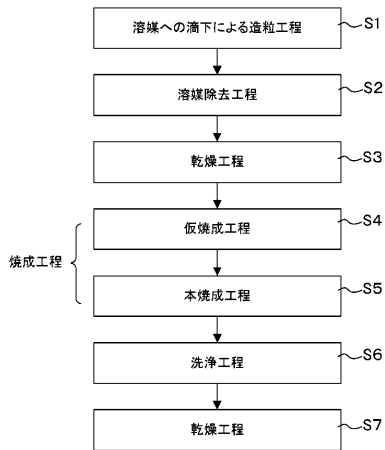 溶媒への滴下による造粒工程 S1
溶媒除去工程 S2
乾燥工程 S3
仮焼成工程 S4
焼成工程
本焼成工程 S5
洗浄工程 S6
乾燥工程 S7